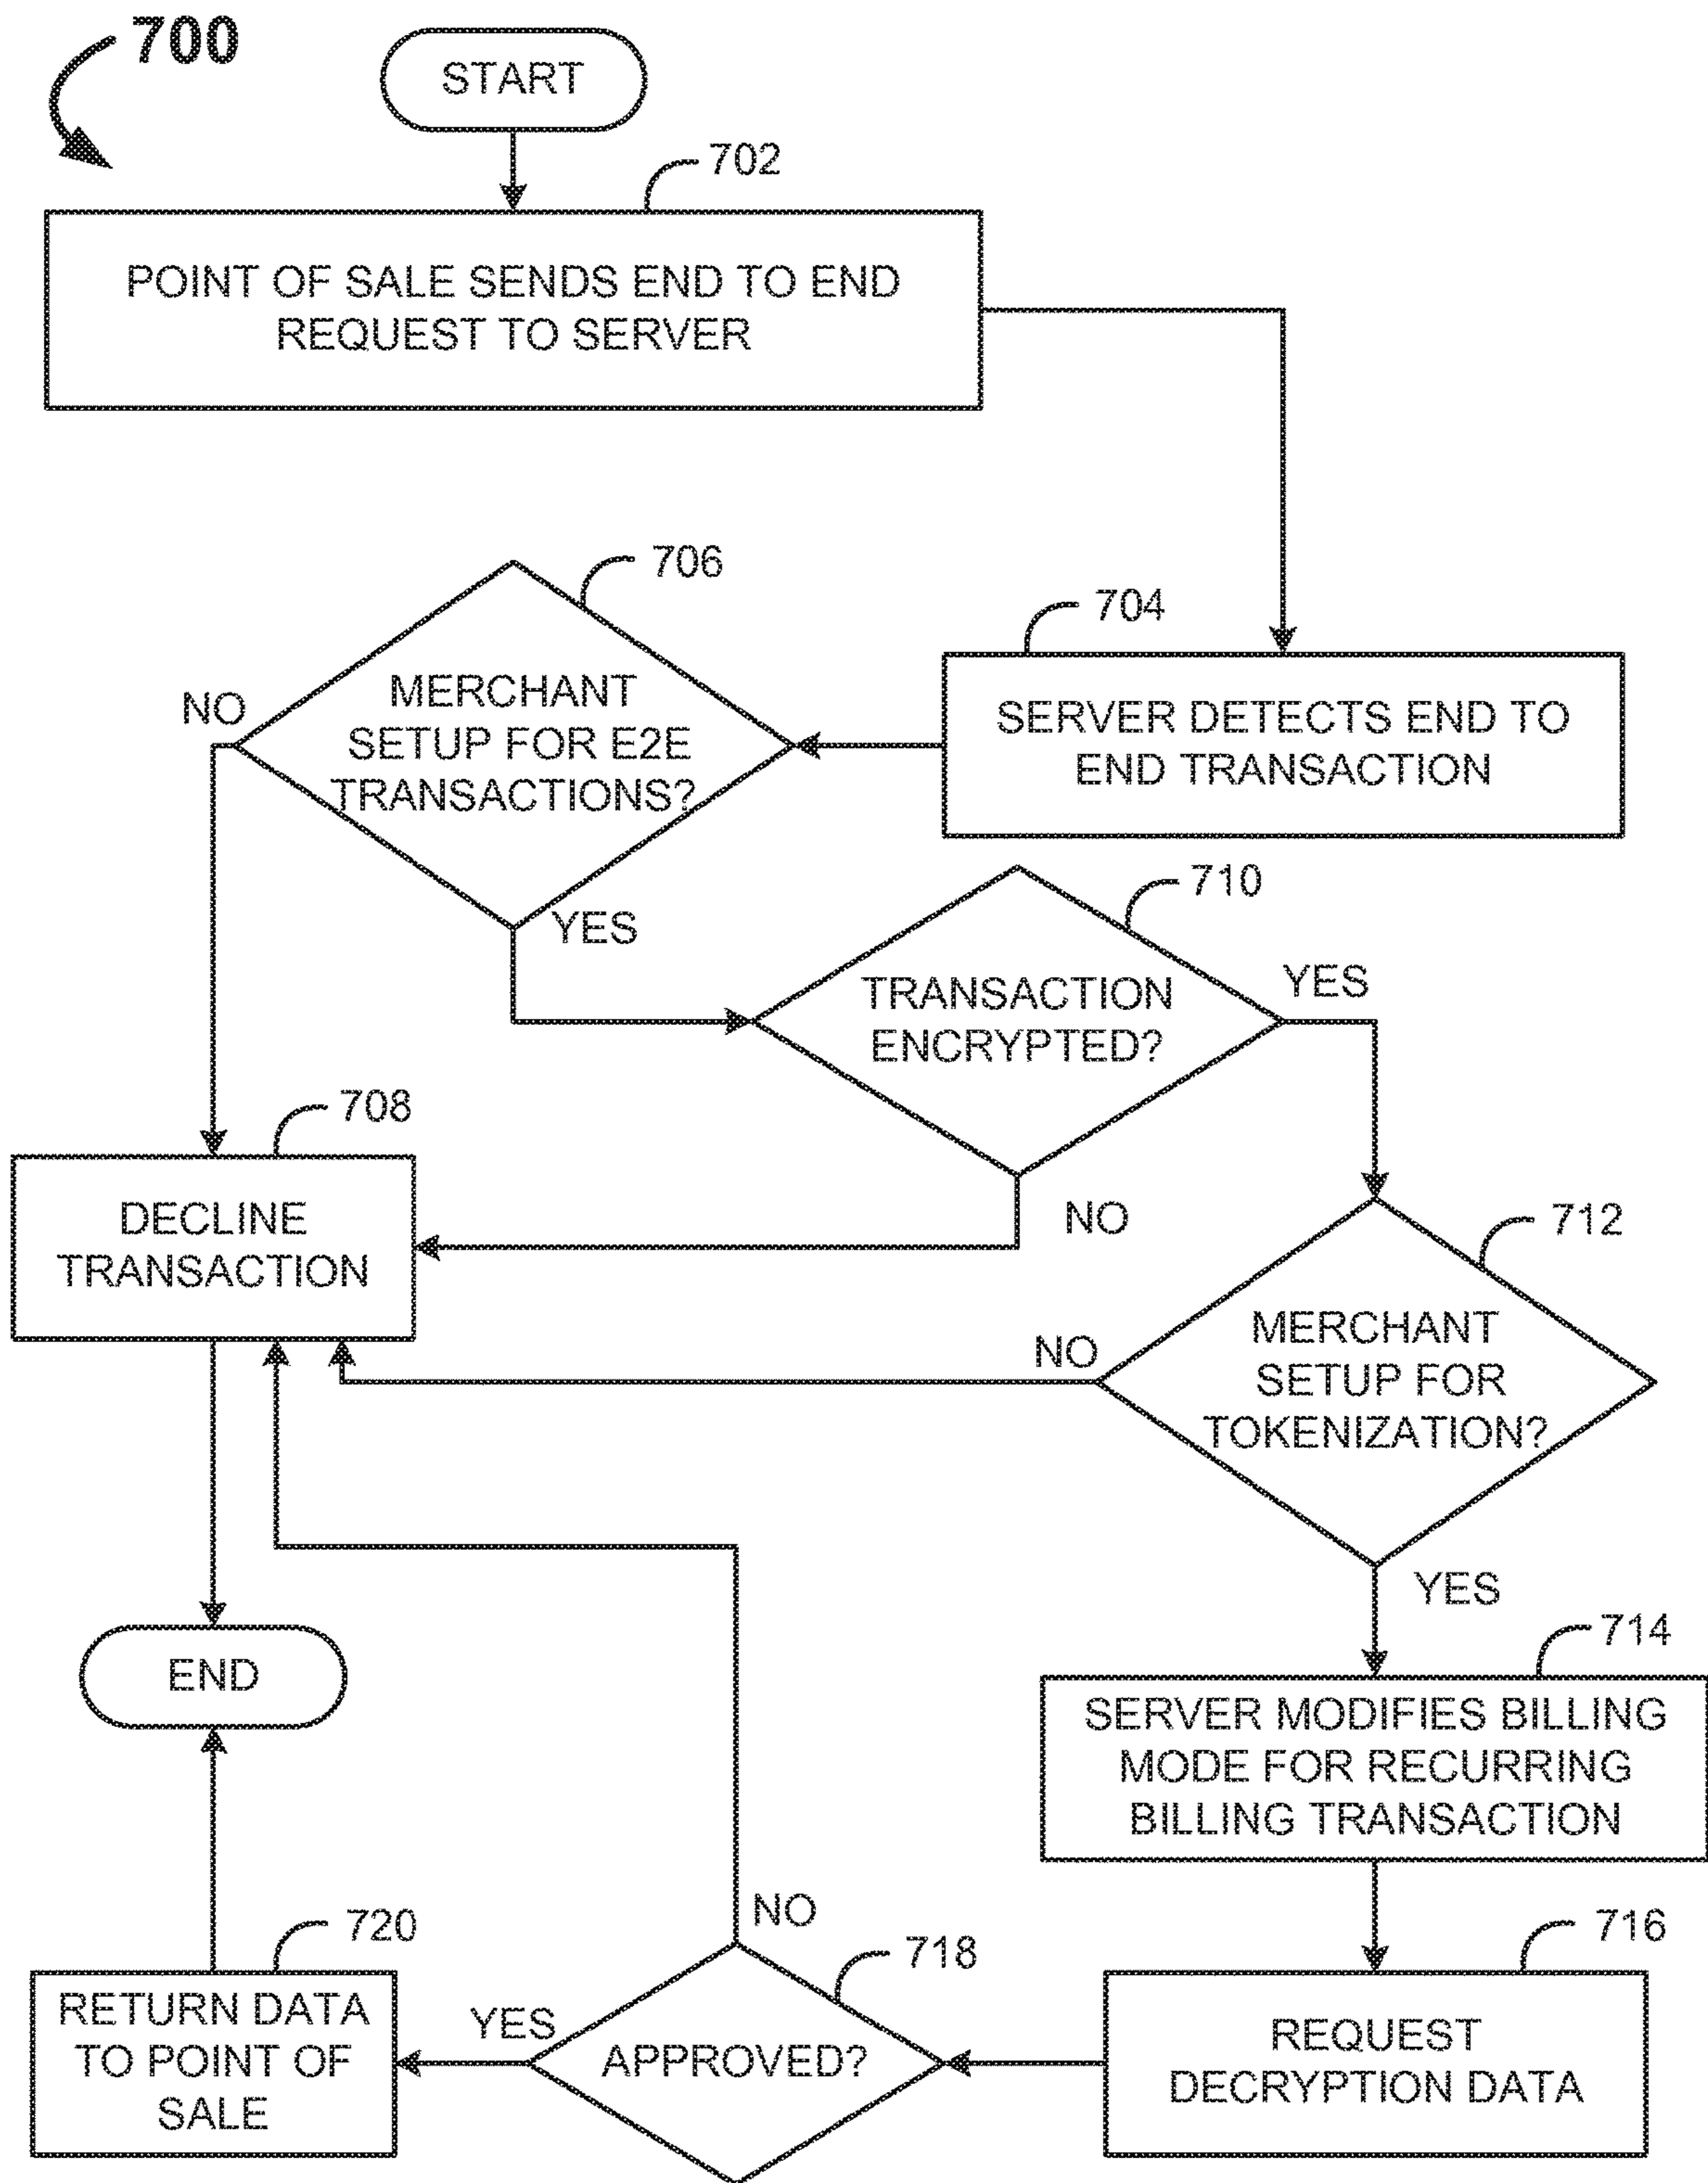 700
START
702
POINT OF SALE SENDS END TO END
REQUEST TO SERVER
706
704
MERCHANT
SETUP FOR E2E
TRANSACTIONS?
NO
YES
SERVER DETECTS END TO
END TRANSACTION
710
TRANSACTION
ENCRYPTED?
YES
NO
708
DECLINE
TRANSACTION
712
MERCHANT
SETUP FOR
TOKENIZATION?
NO
YES
END
714
SERVER MODIFIES BILLING
MODE FOR RECURRING
BILLING TRANSACTION
716
REQUEST
DECRYPTION DATA
718
APPROVED?
NO
YES
720
RETURN DATA
TO POINT OF
SALE